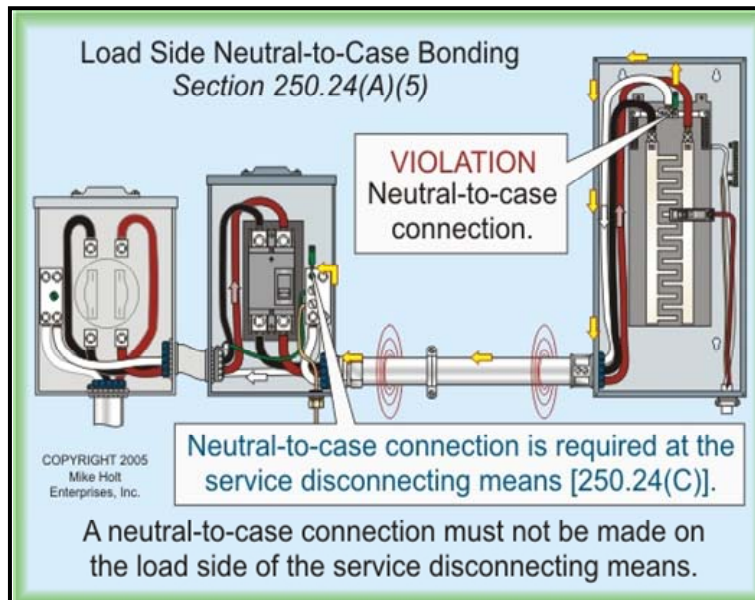 Load Side Neutral-to-Case Bonding
Section 250.24(A)(5)
VIOLATION
Neutral-to-case
connection.
Neutral-to-case connection is required at the
service disconnecting means [250.24(C)].
COPYRIGHT 2005
Mike Holt
Enterprises, Inc.
A neutral-to-case connection must not be made on
the load side of the service disconnecting means.